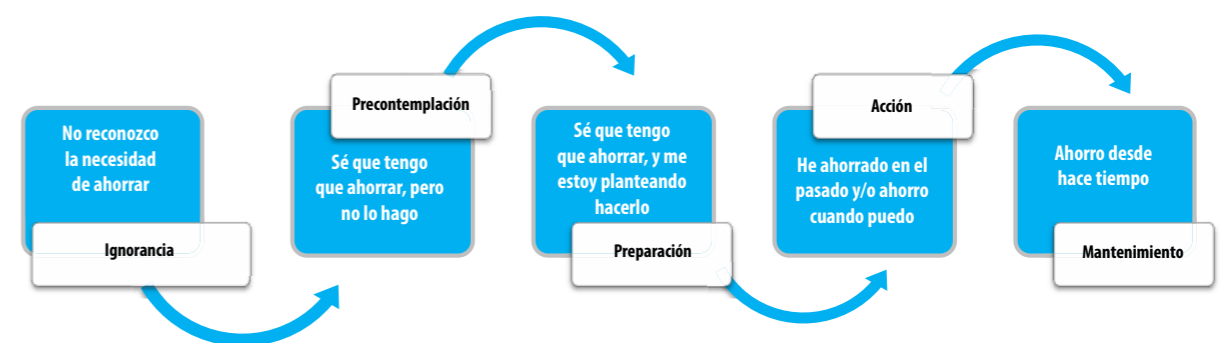 No reconozco
la necesidad
de ahorrar
Ignorancia
Precontemplación
Sé que tengo
que ahorrar, pero
no lo hago
Sé que tengo
que ahorrar, y me
estoy planteando
hacerlo
Preparación
Acción
He ahorrado en el
pasado y/o ahorro
cuando puedo
Ahorro desde
hace tiempo
Mantenimiento